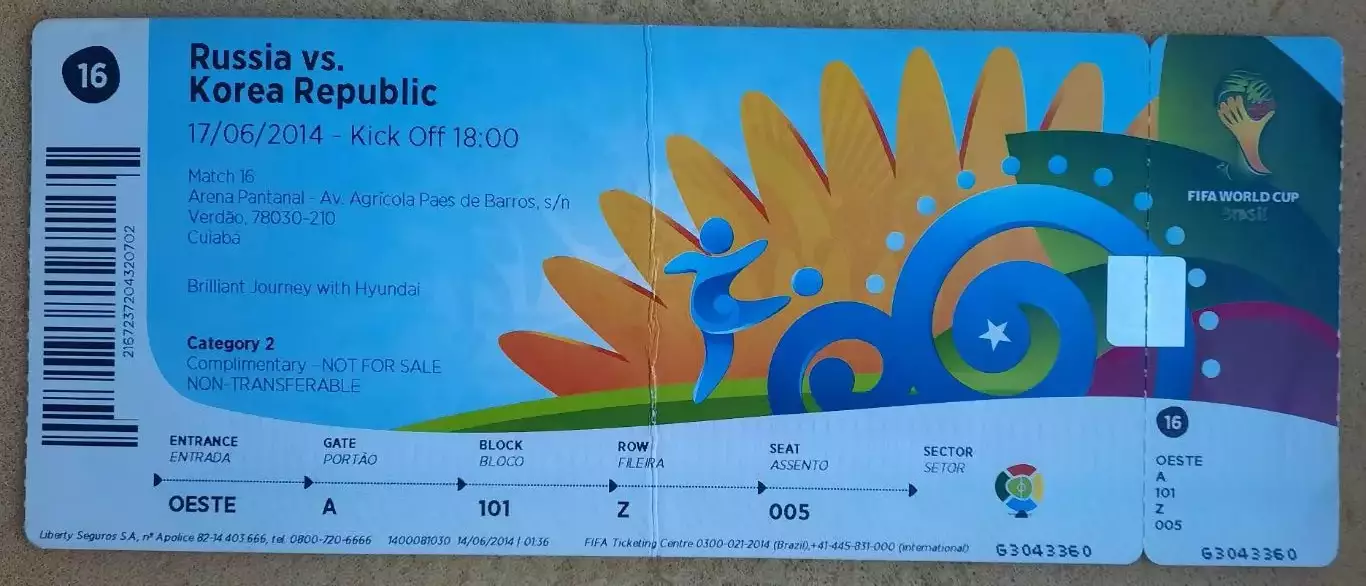 16
Russia vs.
Korea Republic
17/06/2014 - Kick Off 18:00
Match 16
Arena Pantanal - Av. Agrícola Paes de Barros, s/n
Verdão, 78030-210
Cuiabá
Brilliant Journey with Hyundai
Category 2
Complimentary -NOT FOR SALE
NON-TRANSFERABLE
2167237204320702
FIFA WORLD CUP
Brasil
ENTRANCE GATE BLOCK ROW SEAT SECTOR
ENTRADA PORTÃO BLOCO FILEIRA ASSENTO SETOR
OESTE A 101 Z 005
Liberty Seguros S.A, nº Apolice 82-14 403 666, tel. 0800-720-6666 1400081030 14/06/2014 | 01:36 FIFA Ticketing Centre 0300-021-2014 (Brazil),+41-445-831-000 (international) G3043360
16
OESTE
A
101
Z
005
G3043360